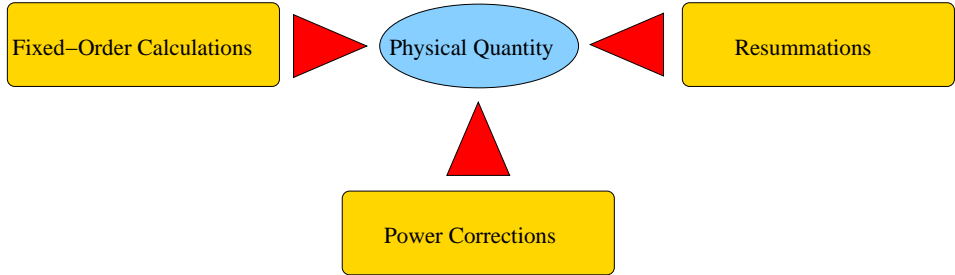 Fixed−Order Calculations
Physical Quantity
Resummations
Power Corrections